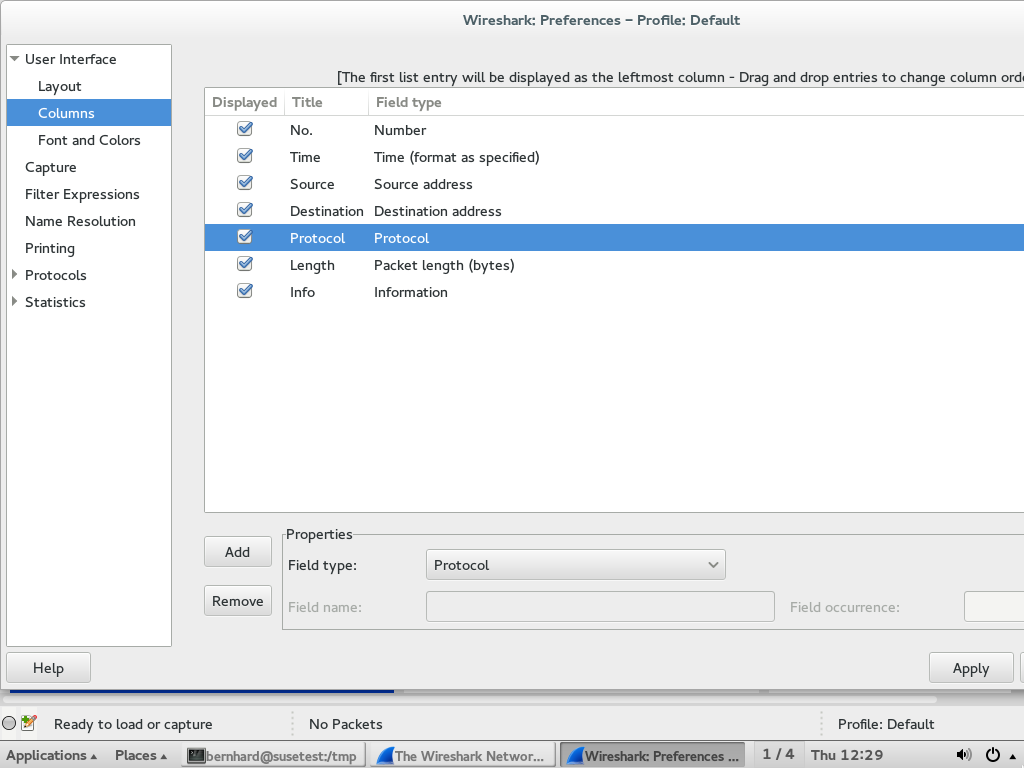 Wireshark: Preferences – Profile: Default
User Interface
Layout
Columns
Font and Colors
Capture
Filter Expressions
Name Resolution
Printing
Protocols
Statistics
[The first list entry will be displayed as the leftmost column - Drag and drop entries to change column
Displayed Title Field type
No. Number
Time Time (format as specified)
Source Source address
Destination Destination address
Protocol Protocol
Length Packet length (bytes)
Info Information
Add
Remove
Properties
Field type: Protocol
Field name: Field occurrence:
Help Apply
Ready to load or capture No Packets Profile: Default
Applications Places bernhard@susetest:/tmp The Wireshark Networ... Wireshark: Preferences ... 1 / 4 Thu 12:29